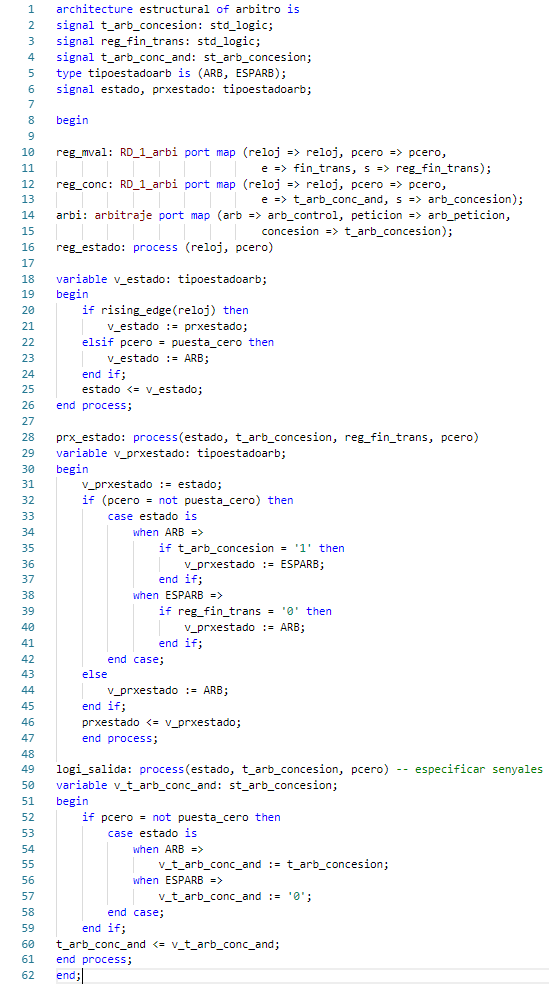 1 architecture estructural of arbitro is
2 signal t_arb_concesion: std_logic;
3 signal reg_fin_trans: std_logic;
4 signal t_arb_conc_and: st_arb_concesion;
5 type tipoestadoarb is (ARB, ESPARB);
6 signal estado, prxestado: tipoestadoarb;
7
8 begin
9
10 reg_mval: RD_1_arbi port map (reloj => reloj, pcero => pcero,
11 e => fin_trans, s => reg_fin_trans);
12 reg_conc: RD_1_arbi port map (reloj => reloj, pcero => pcero,
13 e => t_arb_conc_and, s => arb_concesion);
14 arbi: arbitraje port map (arb => arb_control, peticion => arb_peticion,
15 concesion => t_arb_concesion);
16 reg_estado: process (reloj, pcero)
17
18 variable v_estado: tipoestadoarb;
19 begin
20 if rising_edge(reloj) then
21 v_estado := prxestado;
22 elsif pcero = puesta_cero then
23 v_estado := ARB;
24 end if;
25 estado <= v_estado;
26 end process;
27
28 prx_estado: process(estado, t_arb_concesion, reg_fin_trans, pcero)
29 variable v_prxestado: tipoestadoarb;
30 begin
31 v_prxestado := estado;
32 if (pcero = not puesta_cero) then
33 case estado is
34 when ARB =>
35 if t_arb_concesion = '1' then
36 v_prxestado := ESPARB;
37 end if;
38 when ESPARB =>
39 if reg_fin_trans = '0' then
40 v_prxestado := ARB;
41 end if;
42 end case;
43 else
44 v_prxestado := ARB;
45 end if;
46 prxestado <= v_prxestado;
47 end process;
48
49 logi_salida: process(estado, t_arb_concesion, pcero) -- especificar senyales
50 variable v_t_arb_conc_and: st_arb_concesion;
51 begin
52 if pcero = not puesta_cero then
53 case estado is
54 when ARB =>
55 v_t_arb_conc_and := t_arb_concesion;
56 when ESPARB =>
57 v_t_arb_conc_and := '0';
58 end case;
59 end if;
60 t_arb_conc_and <= v_t_arb_conc_and;
61 end process;
62 end;